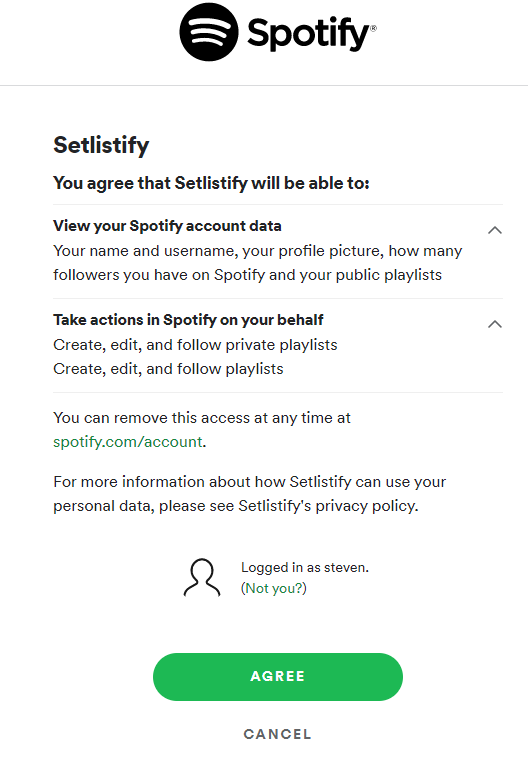 Spotify®
Setlistify
You agree that Setlistify will be able to:
View your Spotify account data
Your name and username, your profile picture, how many
followers you have on Spotify and your public playlists
Take actions in Spotify on your behalf
Create, edit, and follow private playlists
Create, edit, and follow playlists
You can remove this access at any time at
spotify.com/account.
For more information about how Setlistify can use your
personal data, please see Setlistify's privacy policy.
Logged in as steven.
(Not you?)
AGREE
CANCEL